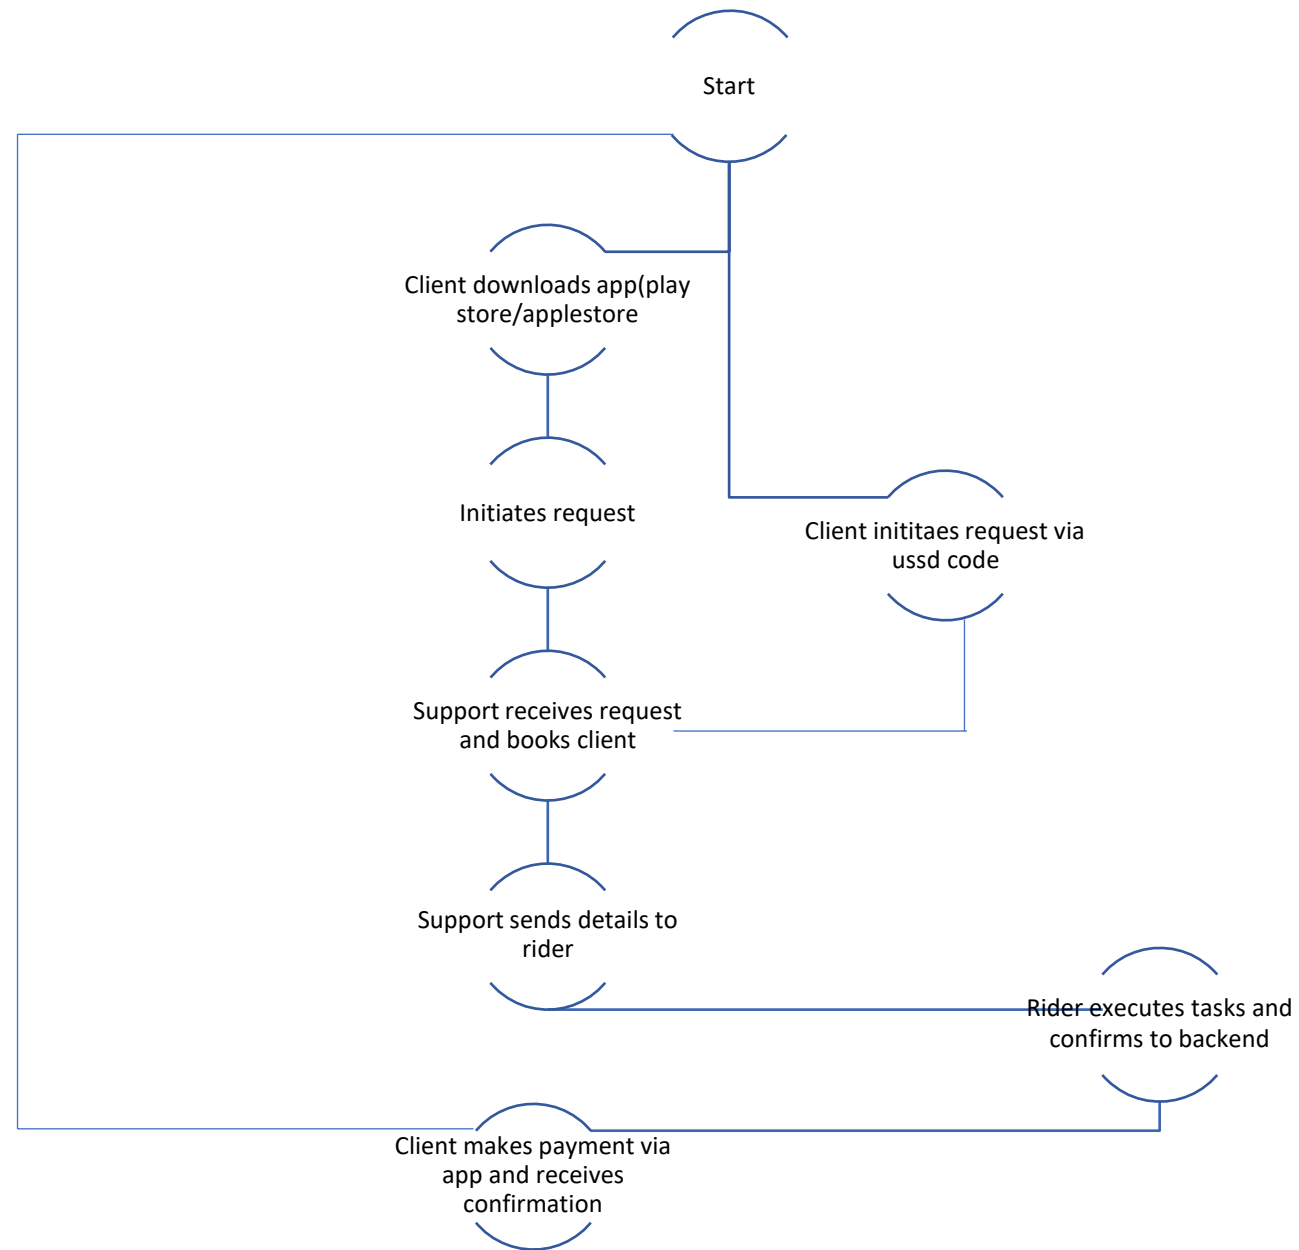 Start
Client downloads app(play
store/applestore
Initiates request
Client inititaes request via
ussd code
Support receives request
and books client
Support sends details to
rider
Rider executes tasks and
confirms to backend
Client makes payment via
app and receives
confirmation